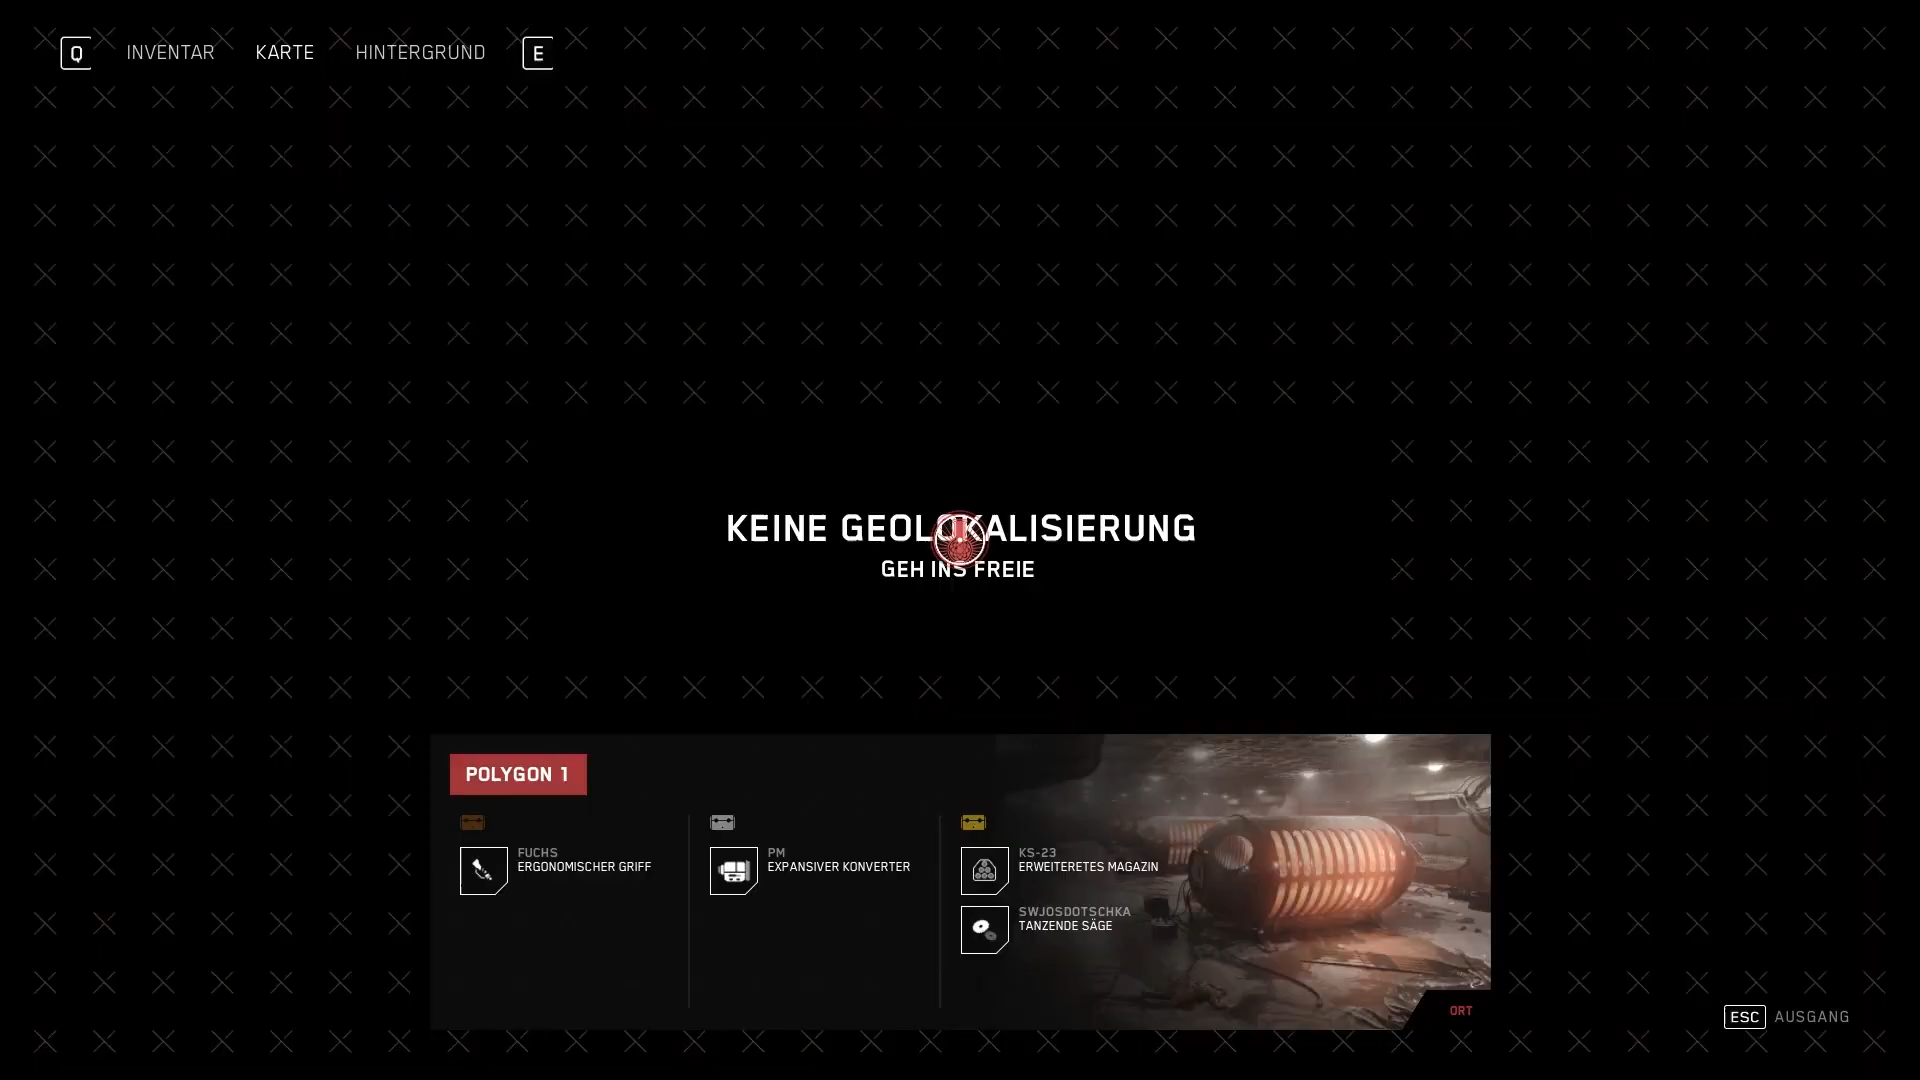 Q INVENTAR KARTE HINTERGRUND E
KEINE GEOLOKALISIERUNG
GEH INS FREIE
POLYGON 1
FUCHS
ERGONOMISCHER GRIFF
PM
EXPANSIVER KONVERTER
KS-23
ERWEITERETES MAGAZIN
SWJOSDOTSCHKA
TANZENDE SÄGE
ORT
ESC AUSGANG